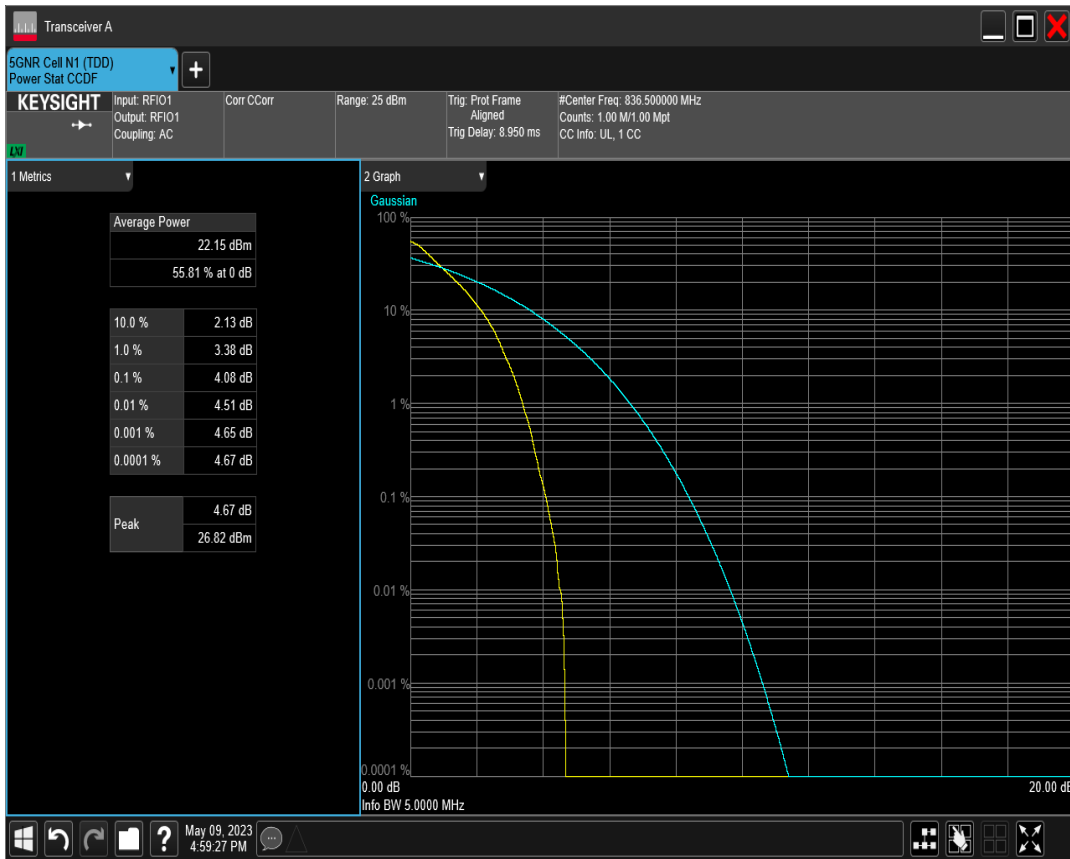 Transceiver A
5GNR Cell N1 (TDD)
Power Stat CCDF
+
KEYSIGHT
LXI
Input: RFIO1
Output: RFIO1
Coupling: AC
Corr CCorr
Range: 25 dBm
Trig: Prot Frame
Aligned
Trig Delay: 8.950 ms
#Center Freq: 836.500000 MHz
Counts: 1.00 M/1.00 Mpt
CC Info: UL, 1 CC
1 Metrics
Average Power
22.15 dBm
55.81 % at 0 dB
10.0 % 2.13 dB
1.0 % 3.38 dB
0.1 % 4.08 dB
0.01 % 4.51 dB
0.001 % 4.65 dB
0.0001 % 4.67 dB
Peak
4.67 dB
26.82 dBm
2 Graph
Gaussian
100 %
10 %
1 %
0.1 %
0.01 %
0.001 %
0.0001 %
0.00 dB 20.00 dB
Info BW 5.0000 MHz
?
May 09, 2023
4:59:27 PM